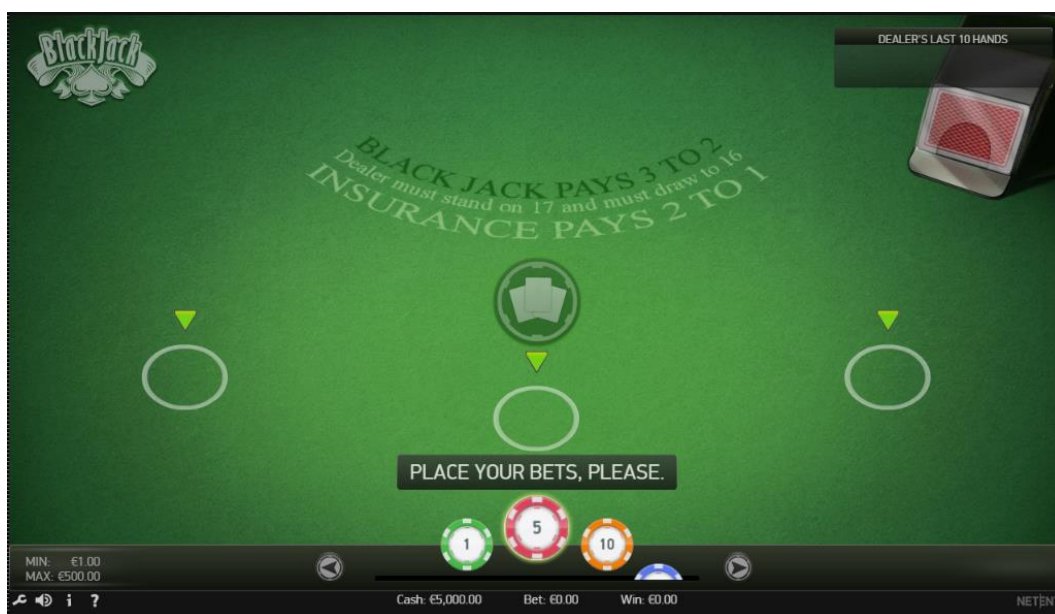 BlackJack
DEALER'S LAST 10 HANDS
BLACK JACK PAYS 3 TO 2
Dealer must stand on 17 and must draw to 16
INSURANCE PAYS 2 TO 1
PLACE YOUR BETS, PLEASE.
1
5
10
MIN: €1.00
MAX: €500.00
? Cash: €5,000.00 Bet: €0.00 Win: €0.00 NETENT